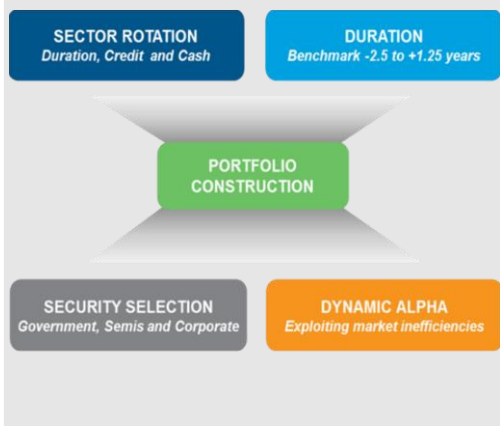 SECTOR ROTATION
Duration, Credit and Cash
DURATION
Benchmark -2.5 to +1.25 years
PORTFOLIO
CONSTRUCTION
SECURITY SELECTION
Government, Semis and Corporate
DYNAMIC ALPHA
Exploiting market inefficiencies